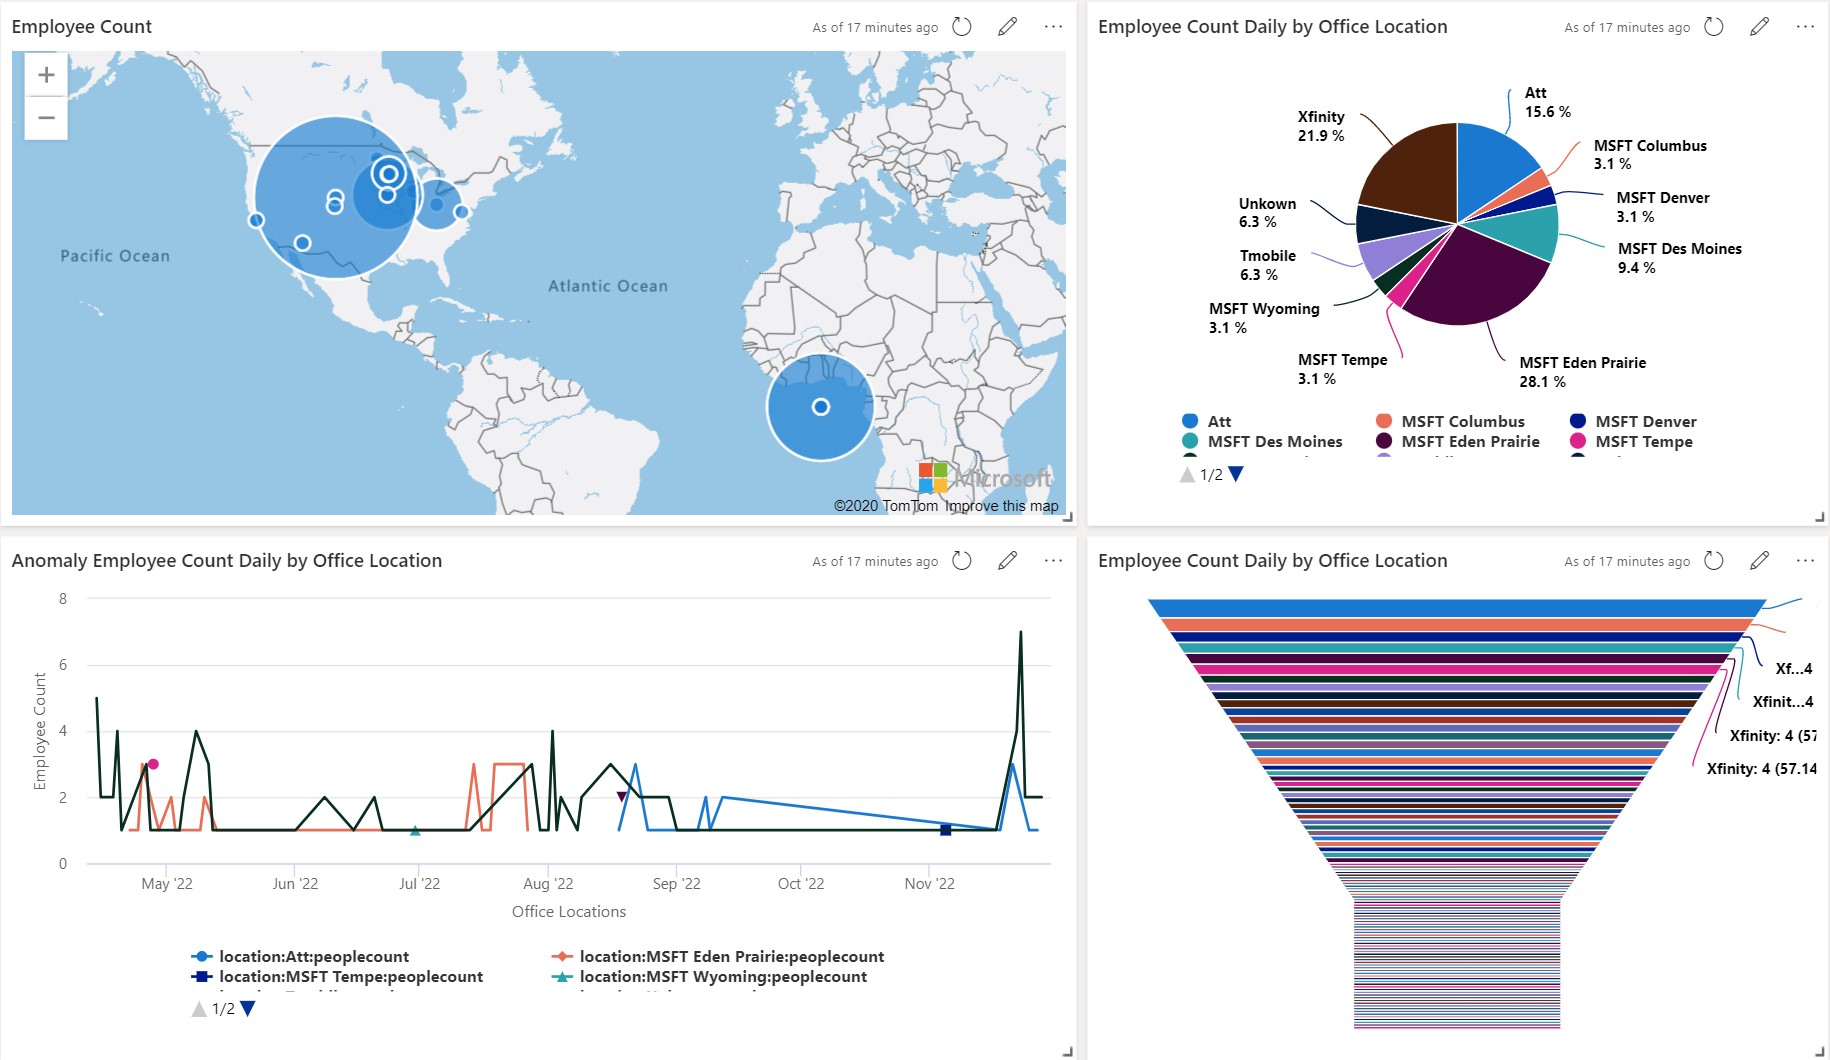 Employee Count
As of 17 minutes ago
+
−
Pacific Ocean
Atlantic Ocean
Microsoft
©2020 TomTom Improve this map
Employee Count Daily by Office Location
As of 17 minutes ago
Att
15.6 %
Xfinity
21.9 %
MSFT Columbus
3.1 %
MSFT Denver
3.1 %
Unkown
6.3 %
MSFT Des Moines
9.4 %
Tmobile
6.3 %
MSFT Wyoming
3.1 %
MSFT Tempe
3.1 %
MSFT Eden Prairie
28.1 %
Att MSFT Columbus MSFT Denver
MSFT Des Moines MSFT Eden Prairie MSFT Tempe
1/2
Anomaly Employee Count Daily by Office Location
As of 17 minutes ago
8
6
4
2
0
Employee Count
May '22 Jun '22 Jul '22 Aug '22 Sep '22 Oct '22 Nov '22
Office Locations
location:Att:peoplecount location:MSFT Eden Prairie:peoplecount
location:MSFT Tempe:peoplecount location:MSFT Wyoming:peoplecount
1/2
Employee Count Daily by Office Location
As of 17 minutes ago
Xf...4
Xfinit...4
Xfinity: 4 (57
Xfinity: 4 (57.14